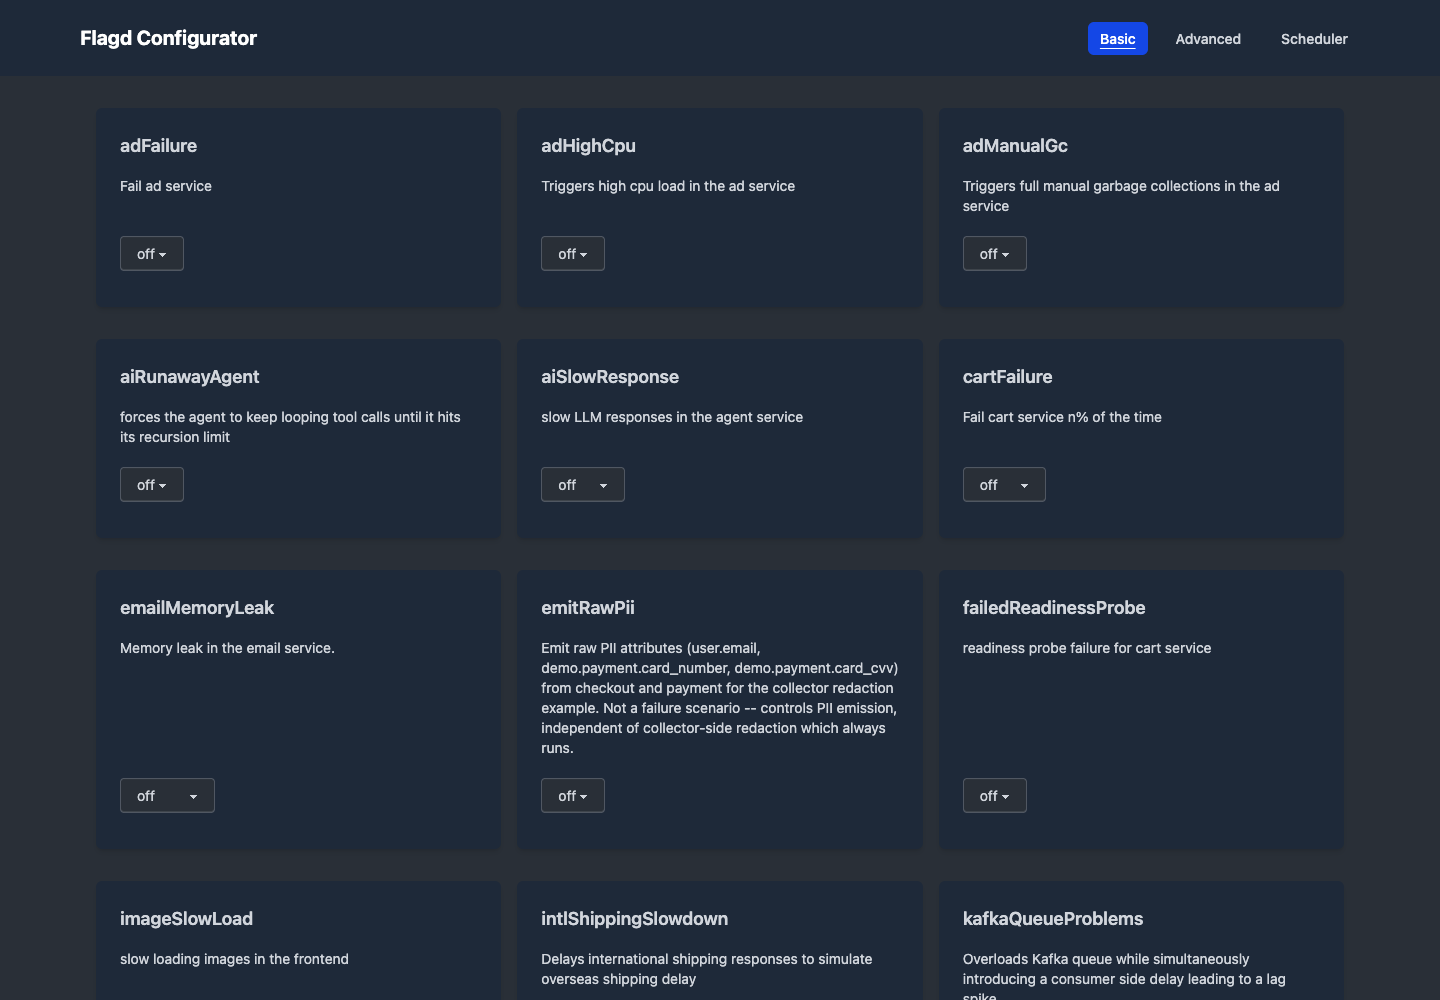 Flagd Configurator
Basic
Advanced
Scheduler
adFailure
Fail ad service
off
adHighCpu
Triggers high cpu load in the ad service
off
adManualGc
Triggers full manual garbage collections in the ad
service
off
aiRunawayAgent
forces the agent to keep looping tool calls until it hits
its recursion limit
off
aiSlowResponse
slow LLM responses in the agent service
off
cartFailure
Fail cart service n% of the time
off
emailMemoryLeak
Memory leak in the email service.
off
emitRawPii
Emit raw PII attributes (user.email,
demo.payment.card_number, demo.payment.card_cvv)
from checkout and payment for the collector redaction
example. Not a failure scenario -- controls PII emission,
independent of collector-side redaction which always
runs.
off
failedReadinessProbe
readiness probe failure for cart service
off
imageSlowLoad
slow loading images in the frontend
intlShippingSlowdown
Delays international shipping responses to simulate
overseas shipping delay
kafkaQueueProblems
Overloads Kafka queue while simultaneously
introducing a consumer side delay leading to a lag
spike